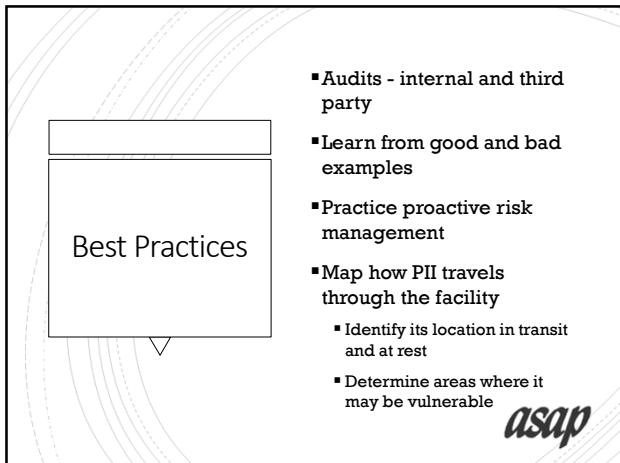 Best Practices
▪Audits - internal and third
party
▪Learn from good and bad
examples
▪Practice proactive risk
management
▪Map how PII travels
through the facility
▪ Identify its location in transit
and at rest
▪ Determine areas where it
may be vulnerable
asap